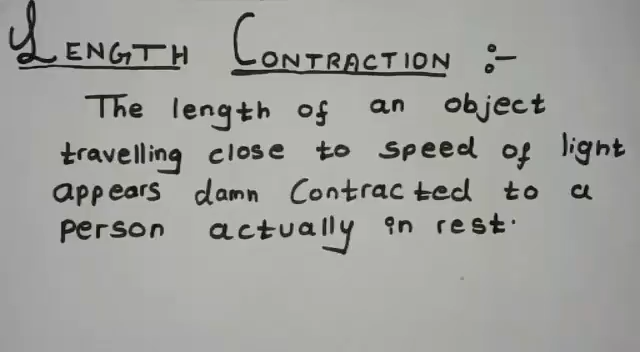 LENGTH CONTRACTION :-
The length of an object
travelling close to speed of light
appears damn Contracted to a
person actually in rest.